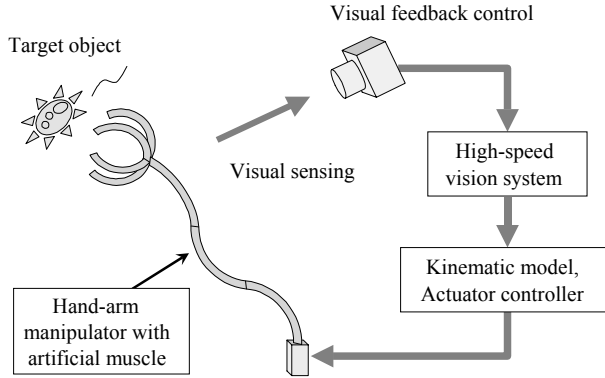 Visual feedback control
Target object
Visual sensing
High-speed
vision system
Kinematic model,
Actuator controller
Hand-arm
manipulator with
artificial muscle